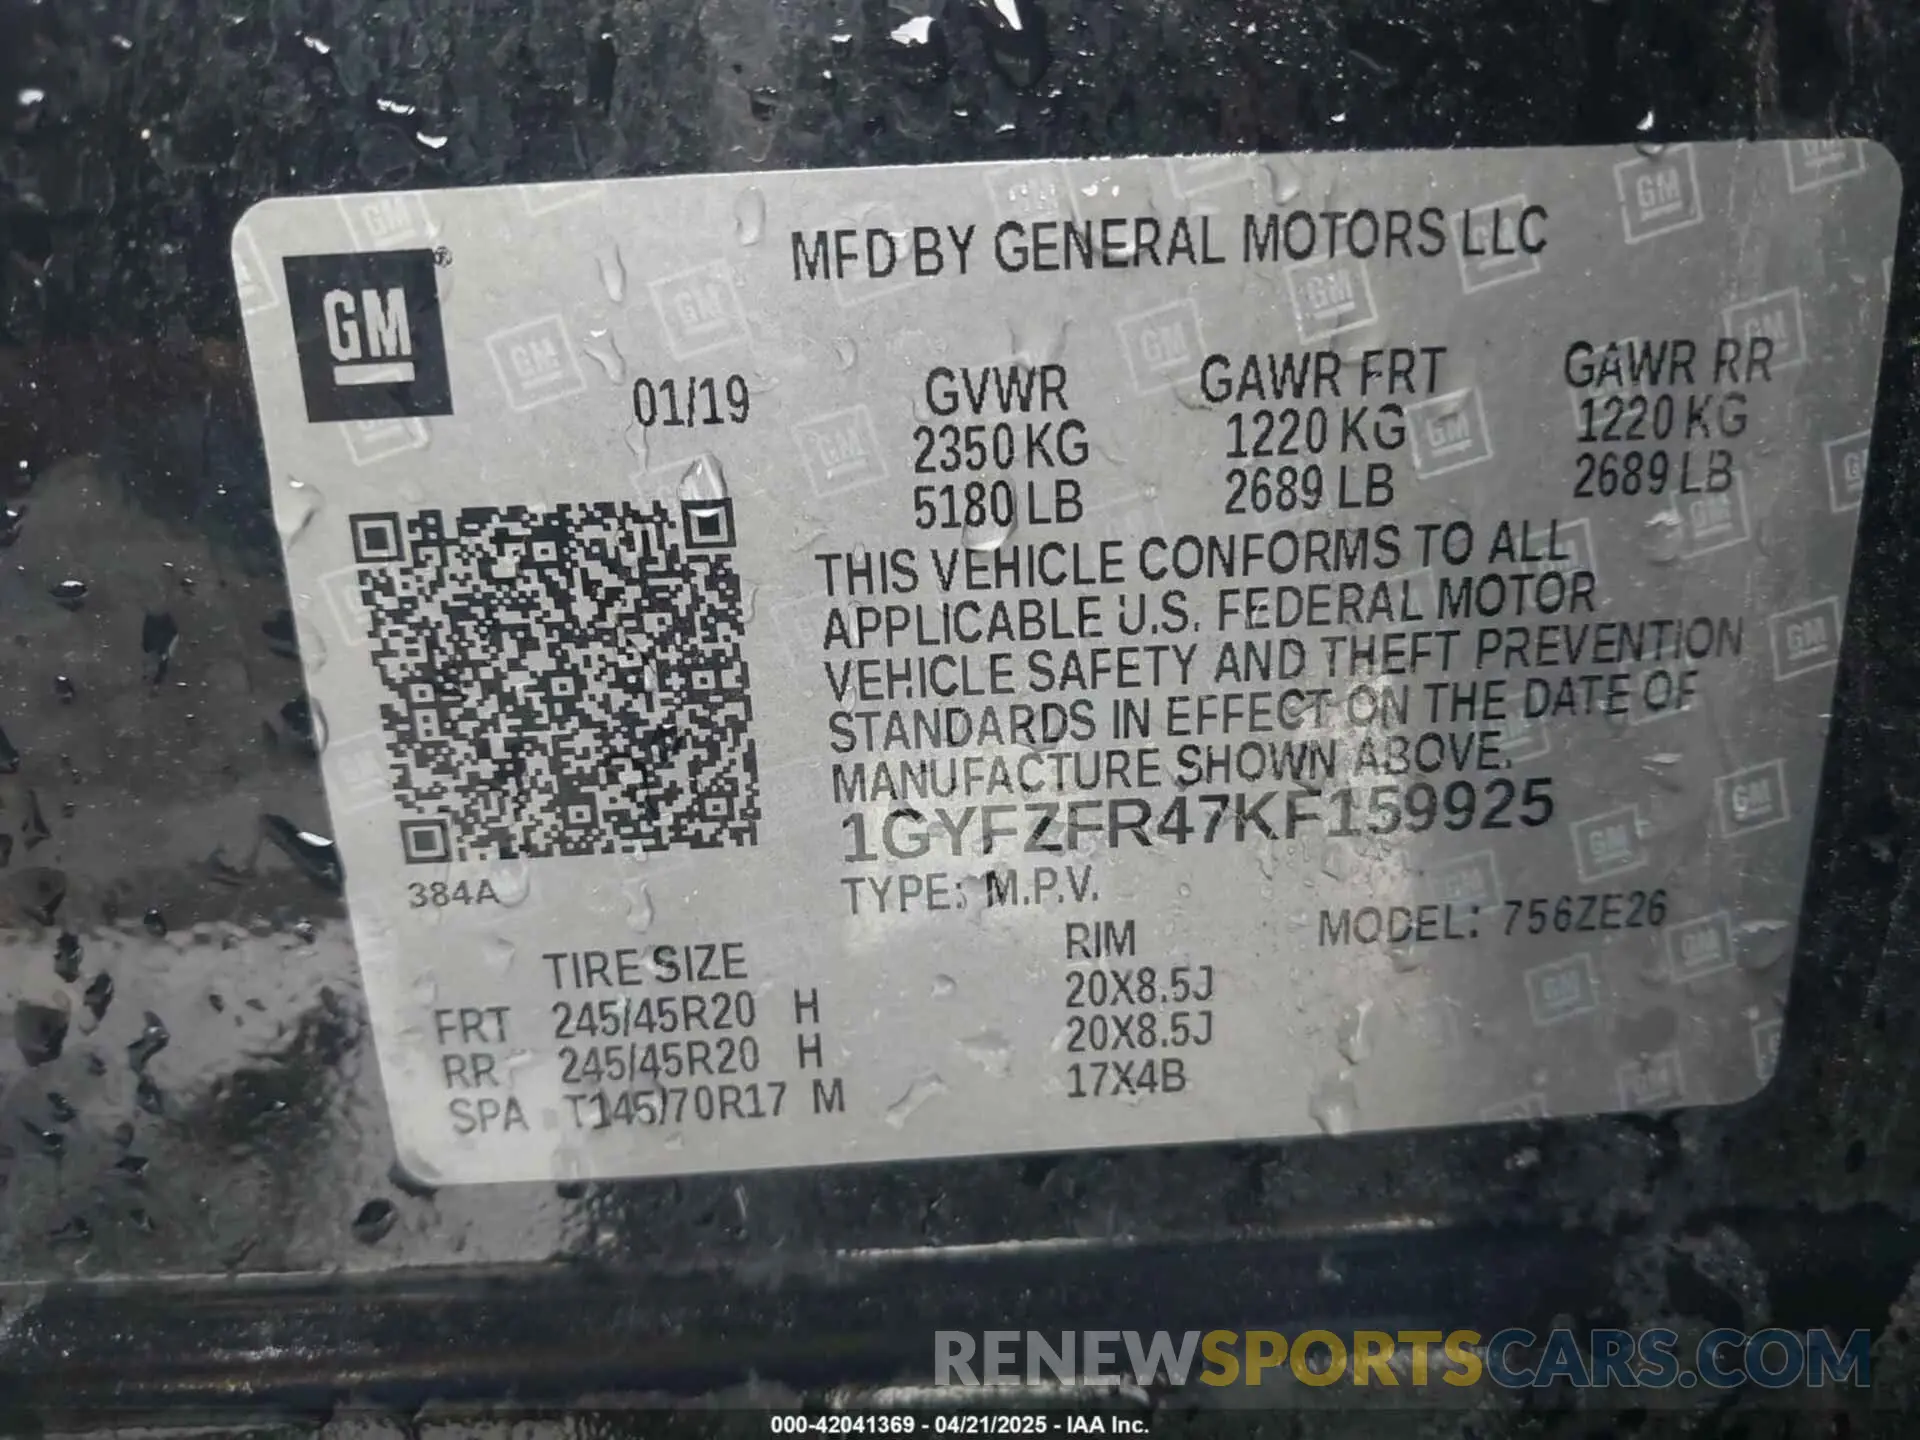 MFD BY GENERAL MOTORS LLC
GM ®
01/19
GVWR GAWR FRT GAWR RR
2350 KG 1220 KG 1220 KG
5180 LB 2689 LB 2689 LB
THIS VEHICLE CONFORMS TO ALL
APPLICABLE U.S. FEDERAL MOTOR
VEHICLE SAFETY AND THEFT PREVENTION
STANDARDS IN EFFECT ON THE DATE OF
MANUFACTURE SHOWN ABOVE.
1GYFZFR47KF159925
384A
TYPE: M.P.V.
MODEL: 756ZE26
TIRE SIZE RIM
FRT 245/45R20 H 20X8.5J
RR 245/45R20 H 20X8.5J
SPA T145/70R17 M 17X4B
RENEWSPORTSCARS.COM
000-42041369 - 04/21/2025 - IAA Inc.